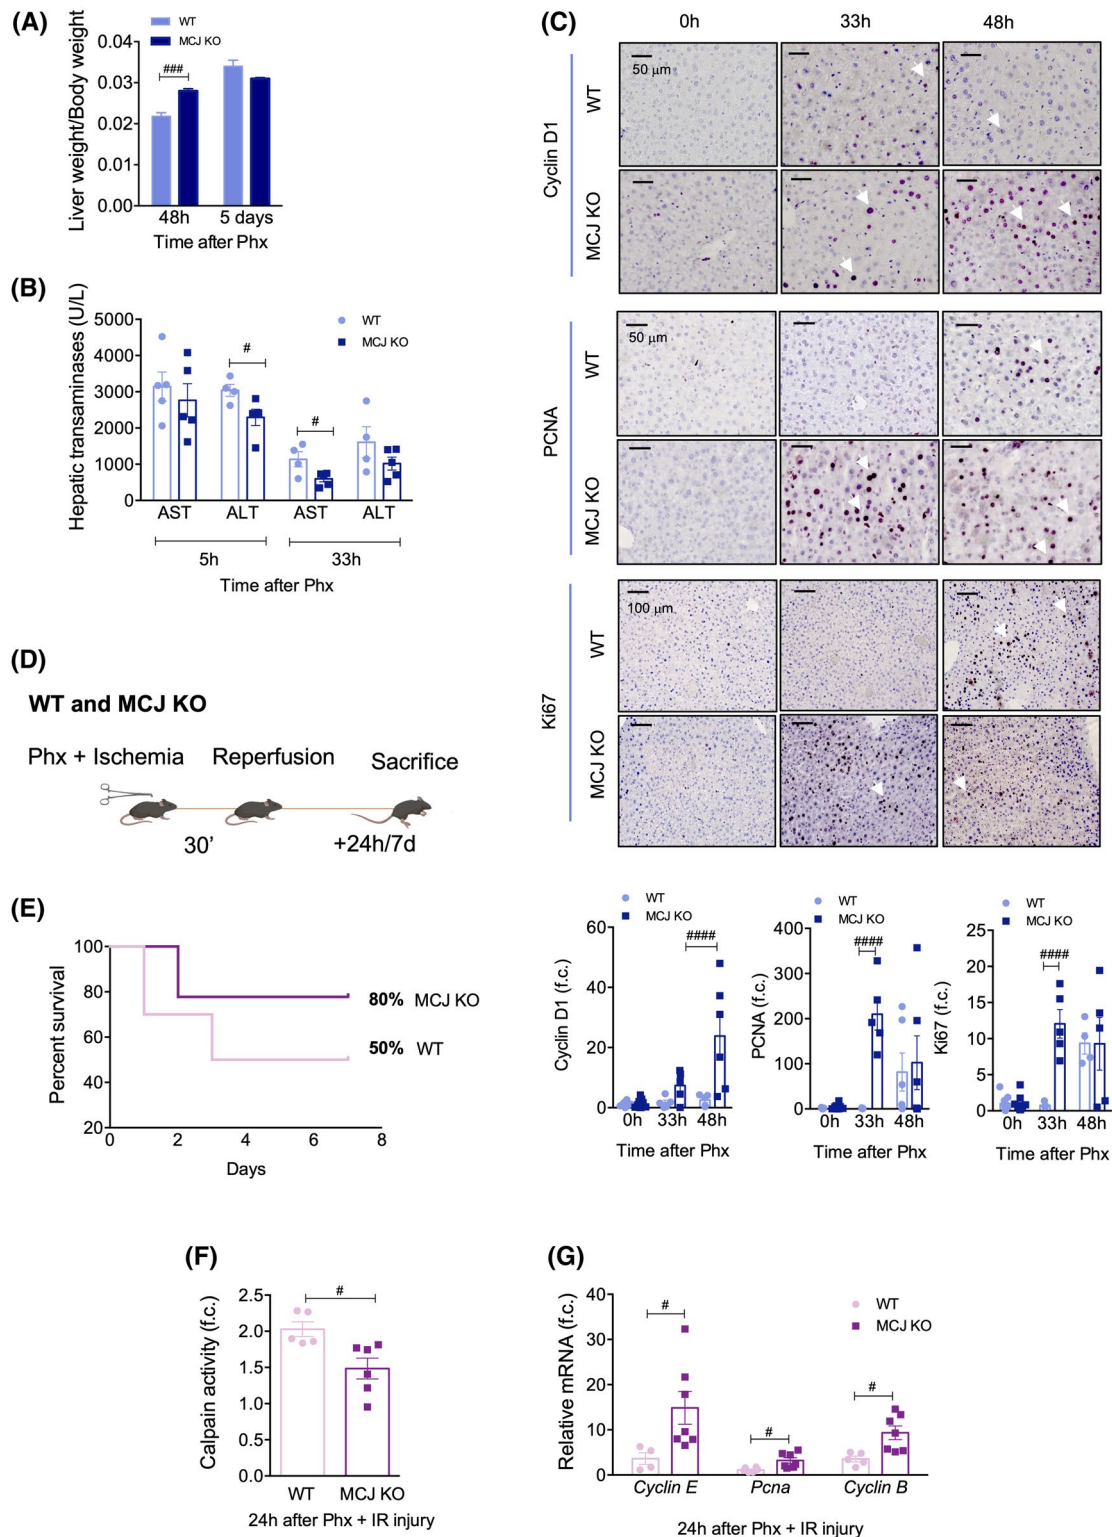 (A)
WT
MCJ KO
###
Liver weight/Body weight
0.04
0.03
0.02
0.01
0.00
48h
5 days
Time after Phx
(B)
Hepatic transaminases (U/L)
WT
MCJ KO
5000
4000
3000
2000
1000
0
#
#
AST
ALT
AST
ALT
5h
33h
Time after Phx
(C)
0h
33h
48h
Cyclin D1
WT
50 μm
MCJ KO
PCNA
WT
50 μm
MCJ KO
Ki67
WT
100 μm
MCJ KO
WT
MCJ KO
Cyclin D1 (f.c.)
60
40
20
0
####
0h
33h
48h
Time after Phx
WT
MCJ KO
PCNA (f.c.)
400
300
200
100
0
####
0h
33h
48h
Time after Phx
WT
MCJ KO
Ki67 (f.c.)
25
20
15
10
5
0
####
0h
33h
48h
Time after Phx
(D)
WT and MCJ KO
Phx + Ischemia
Reperfusion
Sacrifice
30'
+24h/7d
(E)
Percent survival
100
80
60
40
20
80% MCJ KO
50% WT
0
2
4
6
8
Days
(F)
Calpain activity (f.c.)
2.5
2.0
1.5
1.0
0.5
0.0
#
WT
MCJ KO
24h after Phx + IR injury
(G)
Relative mRNA (f.c.)
40
30
20
10
0
WT
MCJ KO
#
#
#
Cyclin E
Pcna
Cyclin B
24h after Phx + IR injury